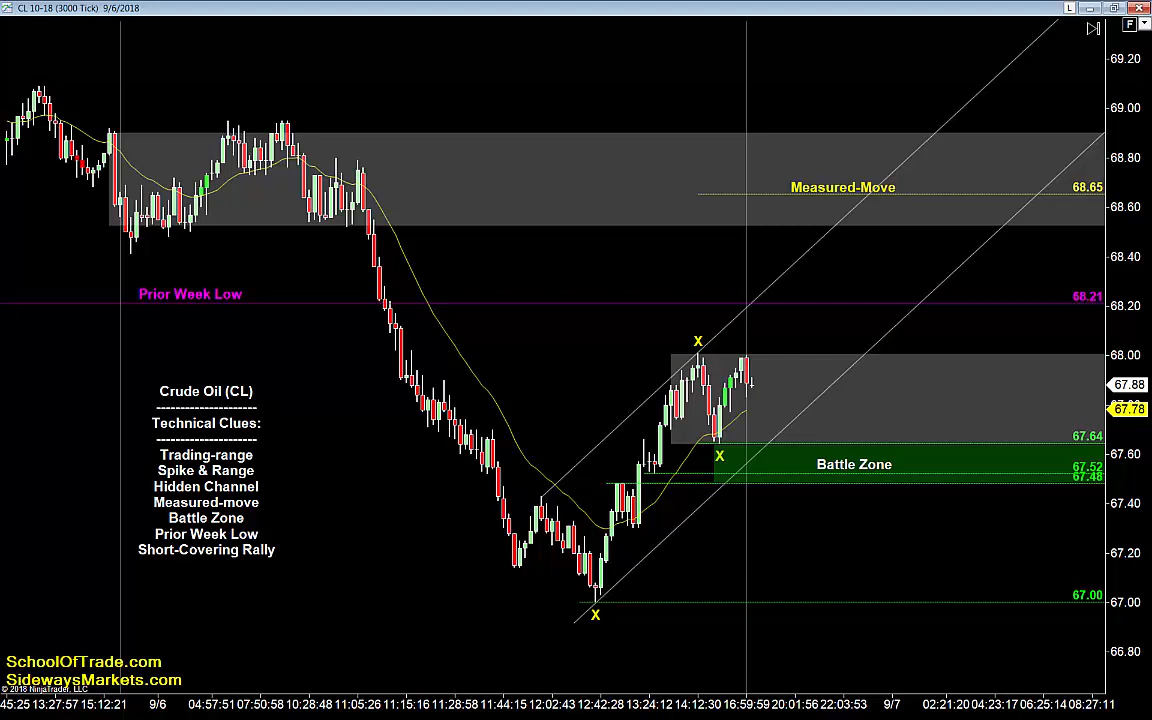 CL 10-18 (3000 Tick)  9/6/2018
L
F
69.20
69.00
68.80
Measured-Move
68.65
68.60
68.40
Prior Week Low
68.21
68.20
X
68.00
67.88
67.78
Crude Oil (CL)
---------------------
Technical Clues:
---------------------
Trading-range
Spike & Range
Hidden Channel
Measured-move
Battle Zone
Prior Week Low
Short-Covering Rally
67.64
X
67.60
Battle Zone
67.52
67.48
67.40
67.20
67.00
67.00
X
66.80
SchoolOfTrade.com
SidewaysMarkets.com
© 2018 NinjaTrader, LLC
45:25 13:27:57 15:12:21 9/6 04:57:51 07:50:58 10:28:48 11:05:26 11:15:16 11:28:58 11:44:15 12:02:43 12:42:28 13:24:12 14:12:30 16:59:59 20:01:56 22:03:53 9/7 02:21:20 04:23:17 06:25:14 08:27:11